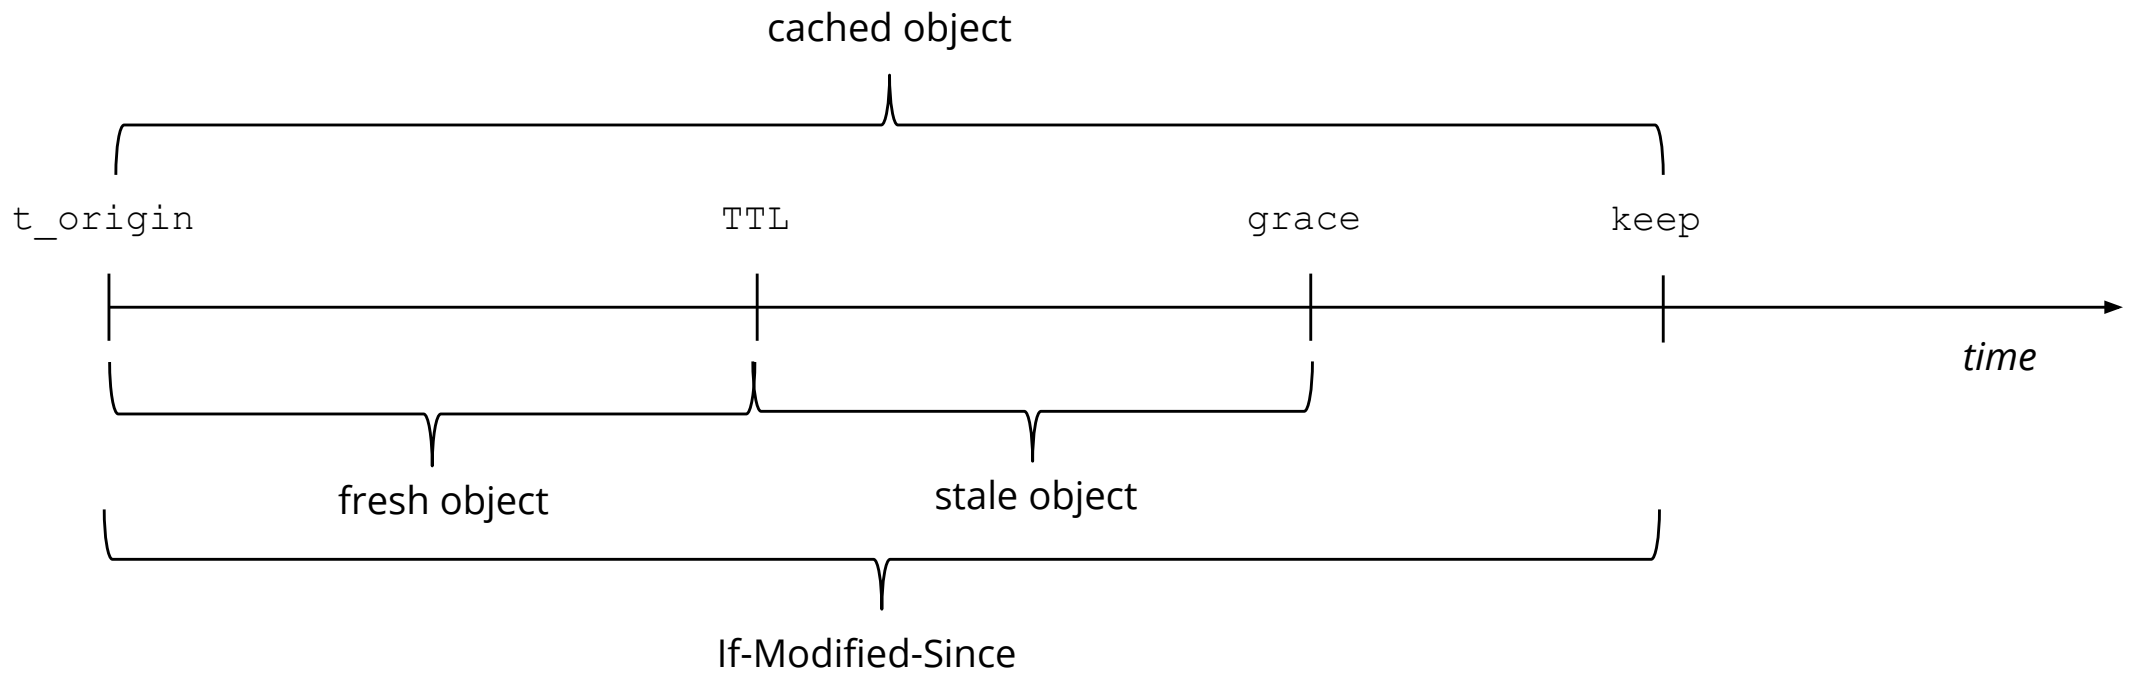 cached object
t_origin TTL grace keep
time
fresh object stale object
If-Modified-Since